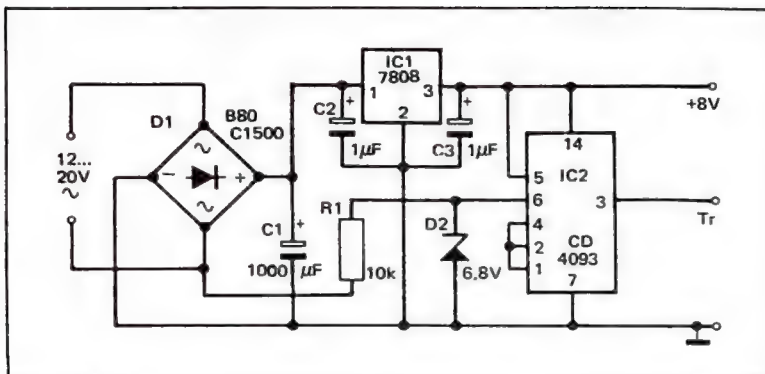 IC1
7808
1
3
2
C2
1µF
C3
1µF
+8V
D1
B80
C1500
12...
20V
~
~
~
-
+
C1
1000 µF
R1
10k
D2
6.8V
14
5
IC2
6
3
4
2
CD
1
4093
7
Tr
+
+
+